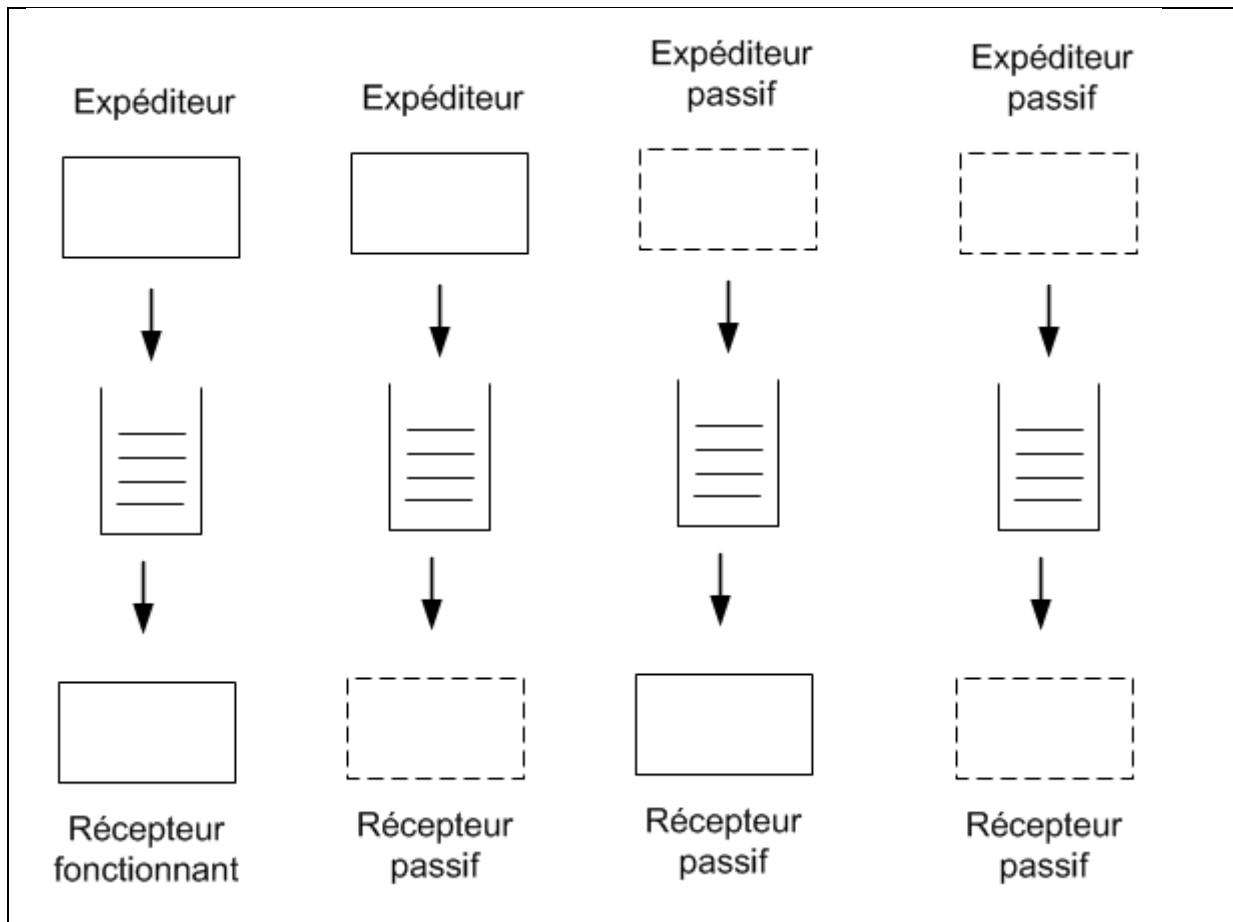 Expéditeur
Expéditeur
Expéditeur
passif
Expéditeur
passif
Récepteur
fonctionnant
Récepteur
passif
Récepteur
passif
Récepteur
passif